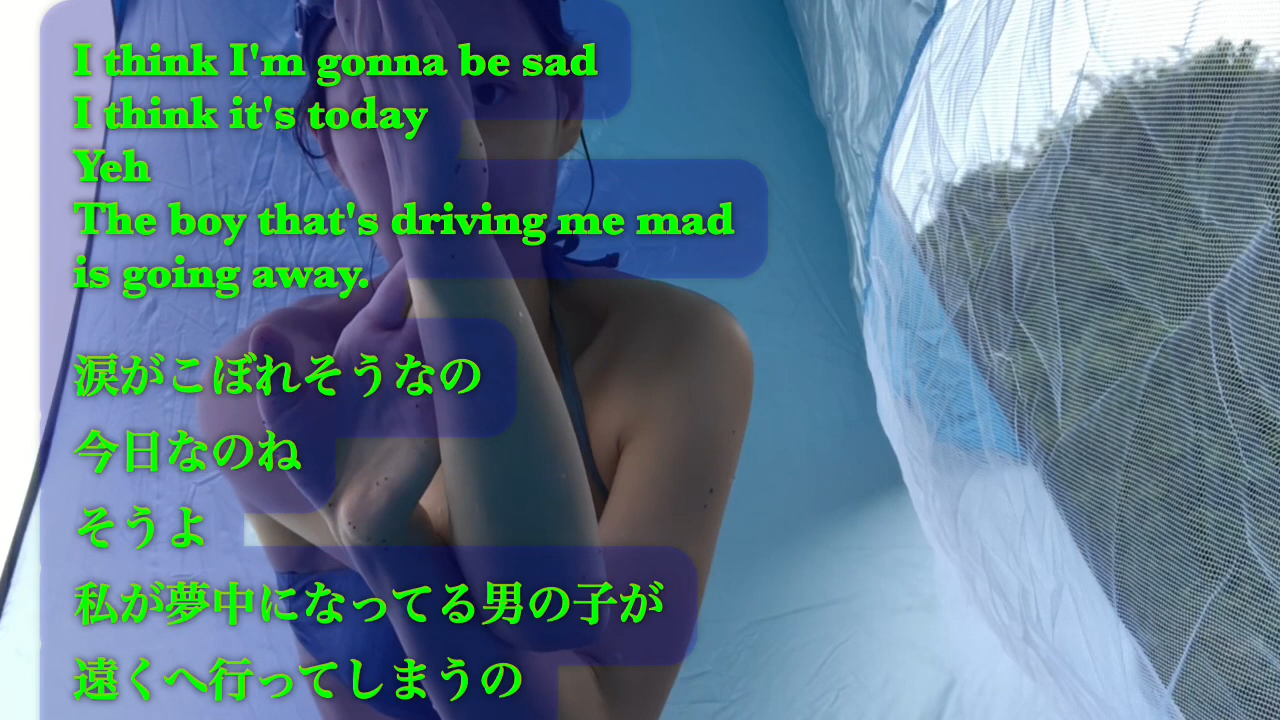 I think I'm gonna be sad
I think it's today
Yeh
The boy that's driving me mad
is going away.
涙がこぼれそうなの
今日なのね
そうよ
私が夢中になってる男の子が
遠くへ行ってしまうの